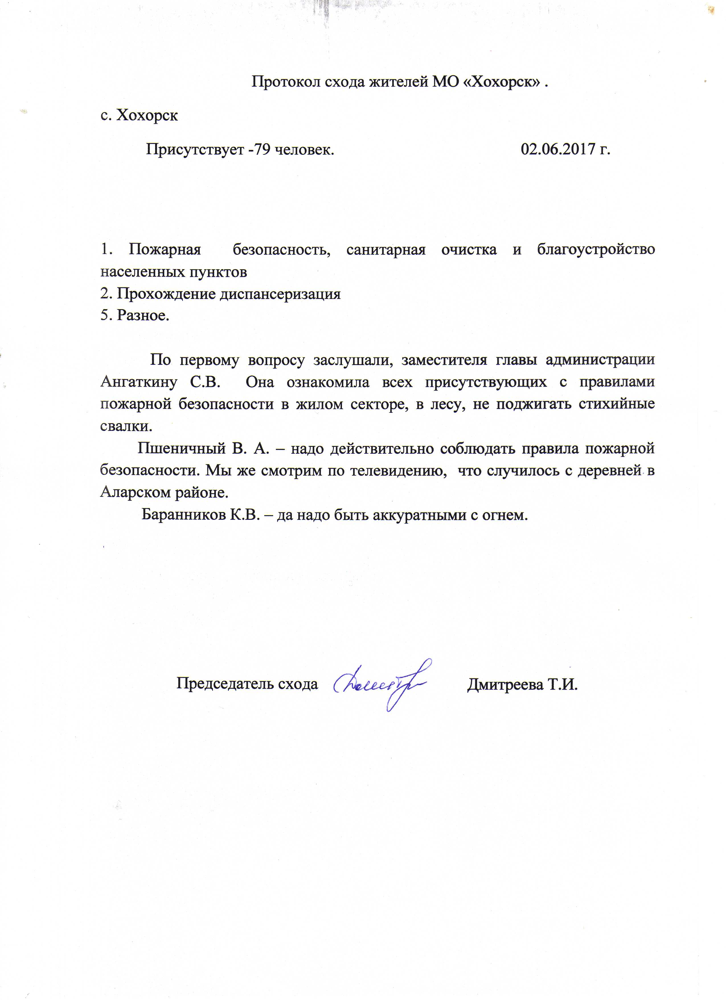 Протокол схода жителей МО «Хохорск» .
с. Хохорск
Присутствует -79 человек. 02.06.2017 г.
1. Пожарная безопасность, санитарная очистка и благоустройство
населенных пунктов
2. Прохождение диспансеризация
5. Разное.
По первому вопросу заслушали, заместителя главы администрации
Ангаткину С.В. Она ознакомила всех присутствующих с правилами
пожарной безопасности в жилом секторе, в лесу, не поджигать стихийные
свалки.
Пшеничный В. А. – надо действительно соблюдать правила пожарной
безопасности. Мы же смотрим по телевидению, что случилось с деревней в
Аларском районе.
Баранников К.В. – да надо быть аккуратными с огнем.
Председатель схода Дмитреева Т.И.